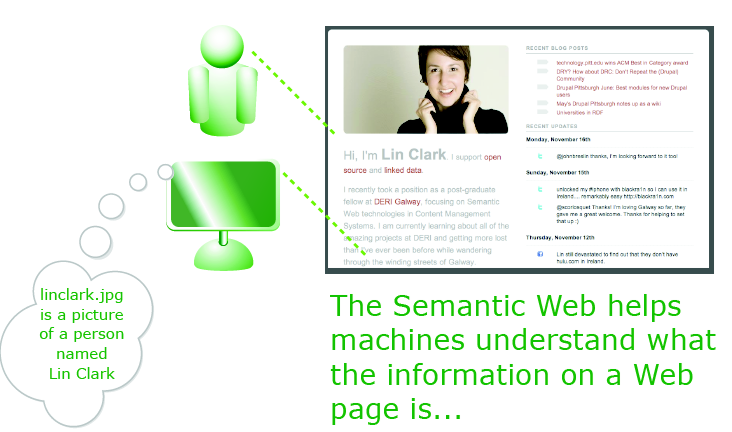 linclark.jpg
is a picture
of a person
named
Lin Clark
Hi, I'm Lin Clark. I support open
source and linked data.
I recently took a position as a post-graduate
fellow at DERI Galway, focusing on Semantic
Web technologies in Content Management
Systems. I am currently learning about all of the
amazing projects at DERI and getting more lost
than I've ever been before while wandering
through the winding streets of Galway.
RECENT BLOG POSTS
technology.pitt.edu wins ACM Best in Category award
DRY? How about DRC: Don't Repeat the (Drupal)
Community
Drupal Pittsburgh June: Best modules for new Drupal
users
May's Drupal Pittsburgh notes up as a wiki
Universities in RDF
RECENT UPDATES
Monday, November 16th
@johnbreslin thanks, I'm looking forward to it too!
Sunday, November 15th
unlocked my #iphone with blackra1n so I can use it in
Ireland... remarkably easy http://blackra1n.com
@scorlosquet Thanks! I'm loving Galway so far, they
gave me a great welcome. Thanks for helping to set
that up :)
Thursday, November 12th
Lin still devastated to find out that they don't have
hulu.com in Ireland.
The Semantic Web helps
machines understand what
the information on a Web
page is...